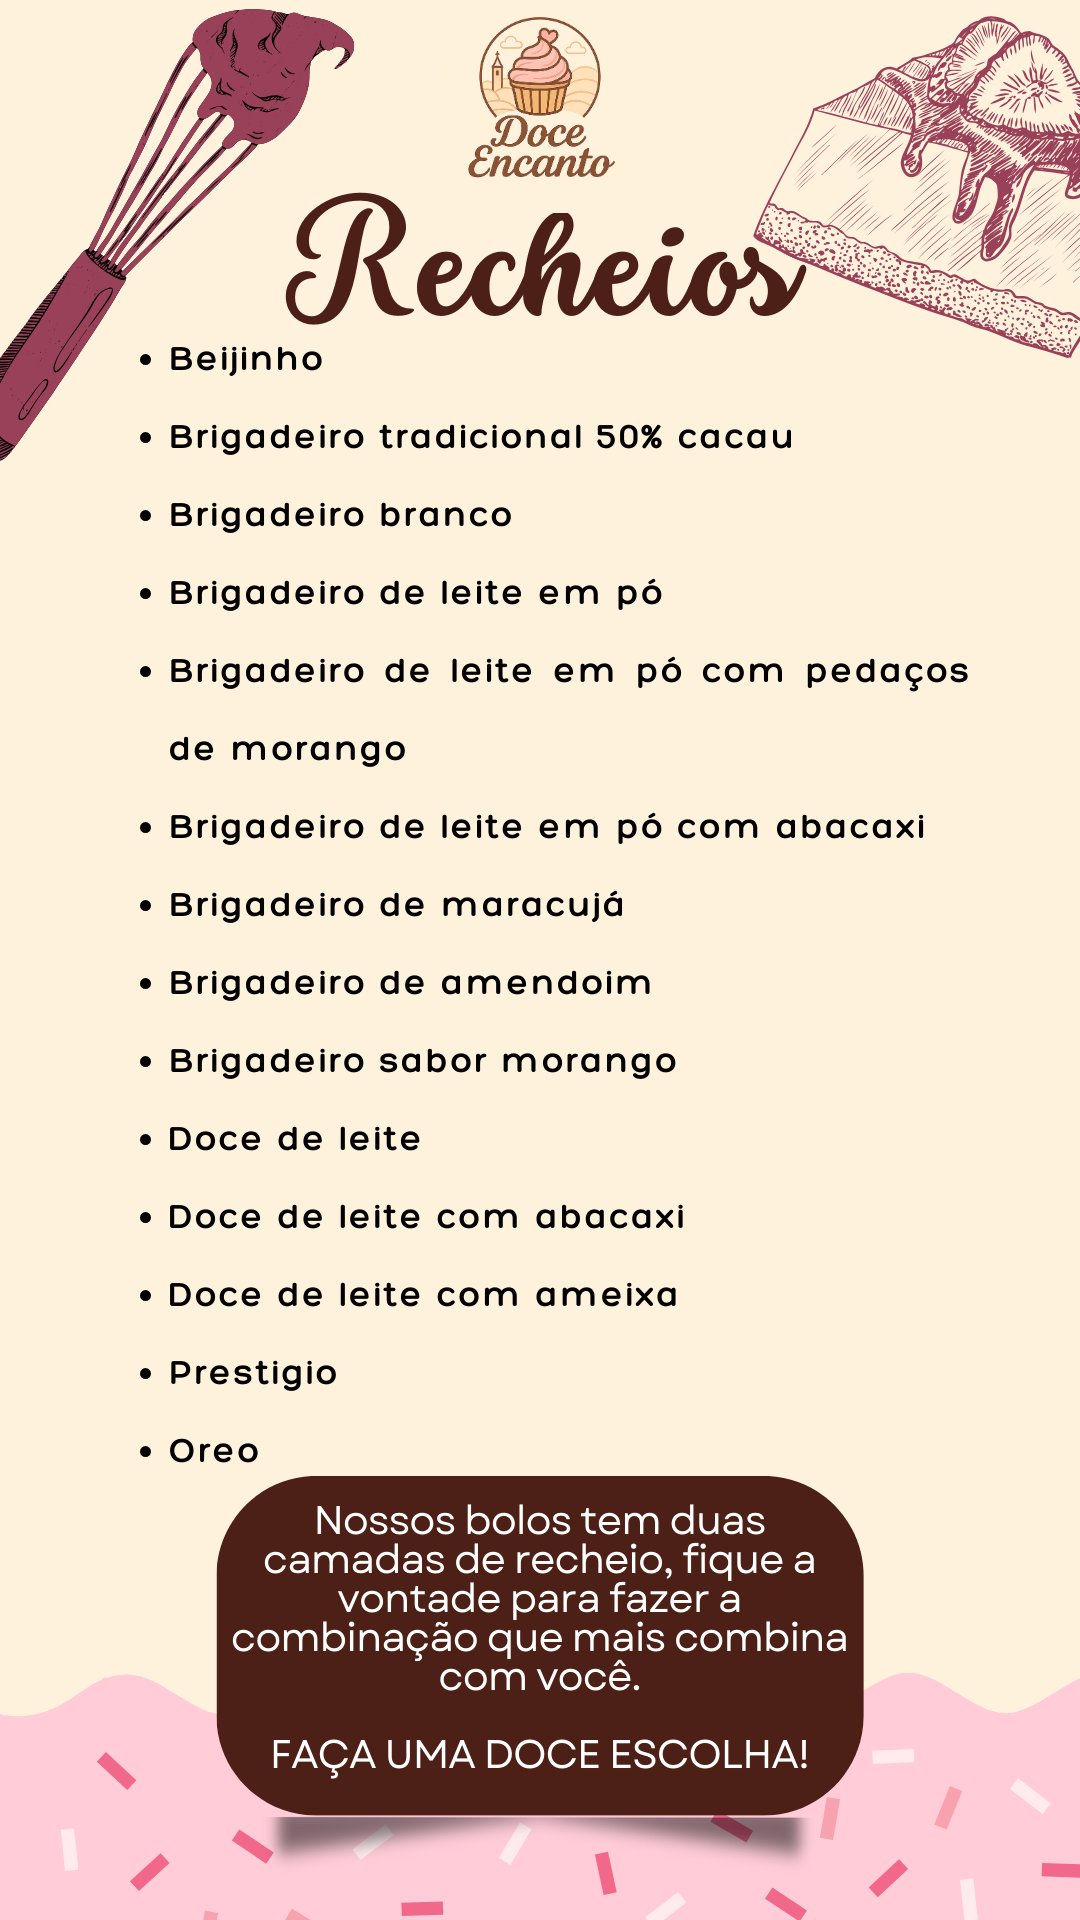 Doce
Encanto
Recheios
• Beijinho
• Brigadeiro tradicional 50% cacau
• Brigadeiro branco
• Brigadeiro de leite em pó
• Brigadeiro de leite em pó com pedaços
de morango
• Brigadeiro de leite em pó com abacaxi
• Brigadeiro de maracujá
• Brigadeiro de amendoim
• Brigadeiro sabor morango
• Doce de leite
• Doce de leite com abacaxi
• Doce de leite com ameixa
• Prestigio
• Oreo
Nossos bolos tem duas
camadas de recheio, fique a
vontade para fazer a
combinação que mais combina
com você.
FAÇA UMA DOCE ESCOLHA!